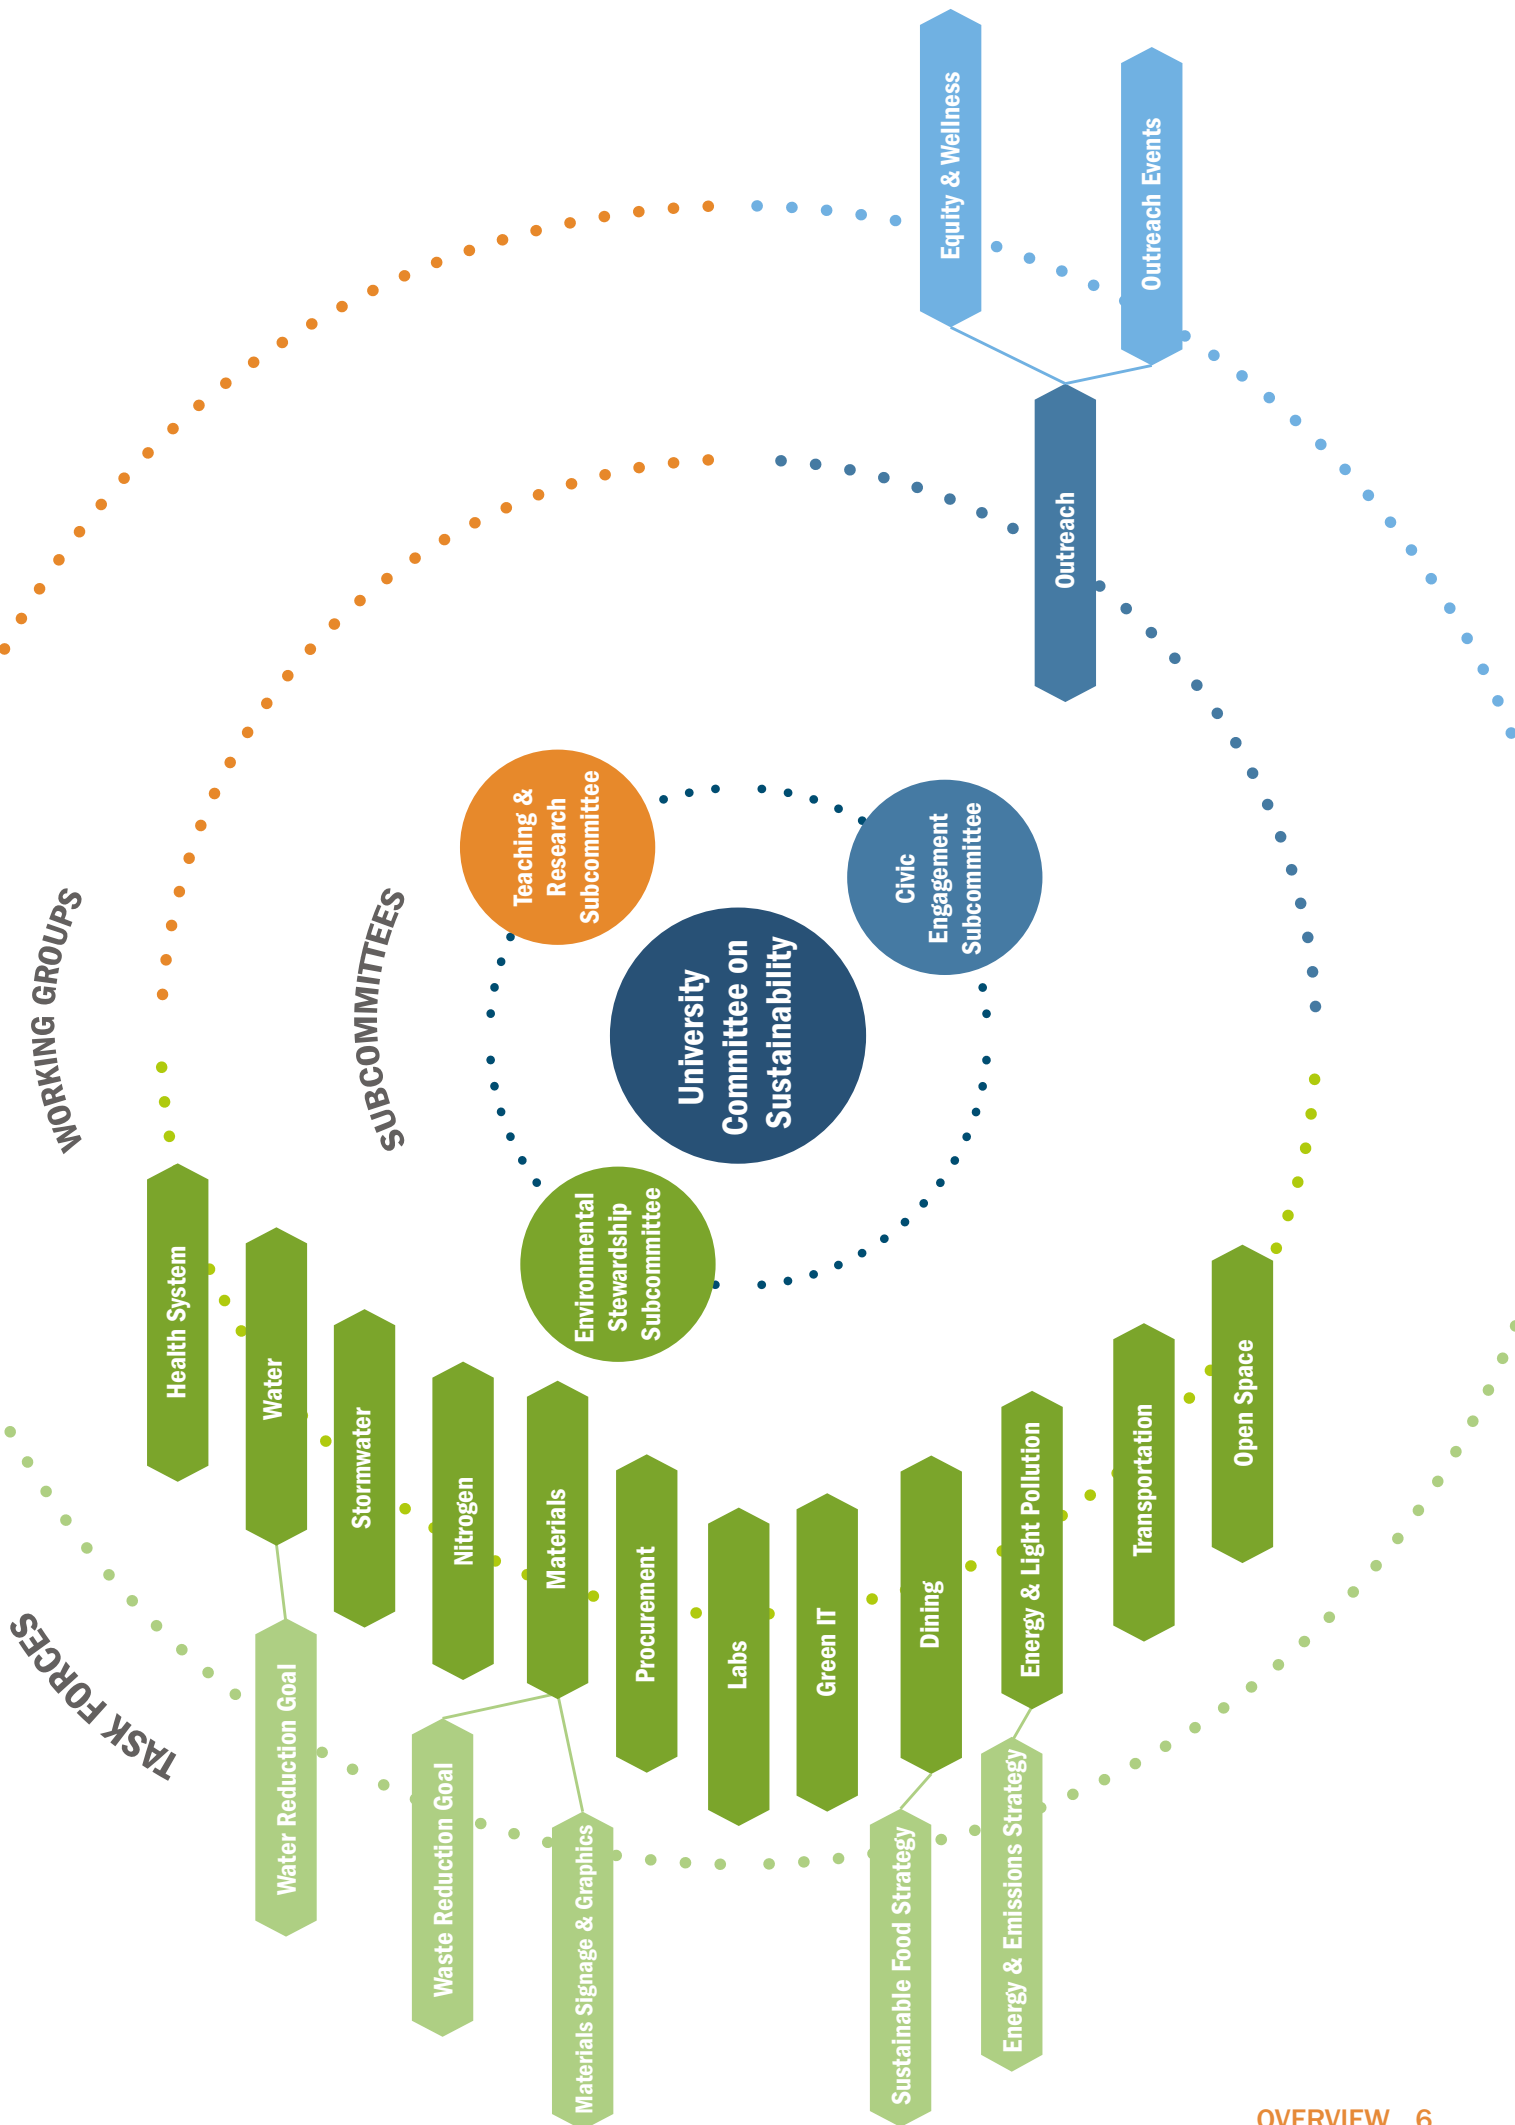 WORKING GROUPS
SUBCOMMITTEES
TASK FORCES
University
Committee on
Sustainability
Teaching &
Research
Subcommittee
Civic
Engagement
Subcommittee
Environmental
Stewardship
Subcommittee
Health System
Water
Stormwater
Nitrogen
Materials
Procurement
Labs
Green IT
Dining
Energy & Light Pollution
Transportation
Open Space
Water Reduction Goal
Waste Reduction Goal
Materials Signage & Graphics
Sustainable Food Strategy
Energy & Emissions Strategy
Outreach
Equity & Wellness
Outreach Events
OVERVIEW 6